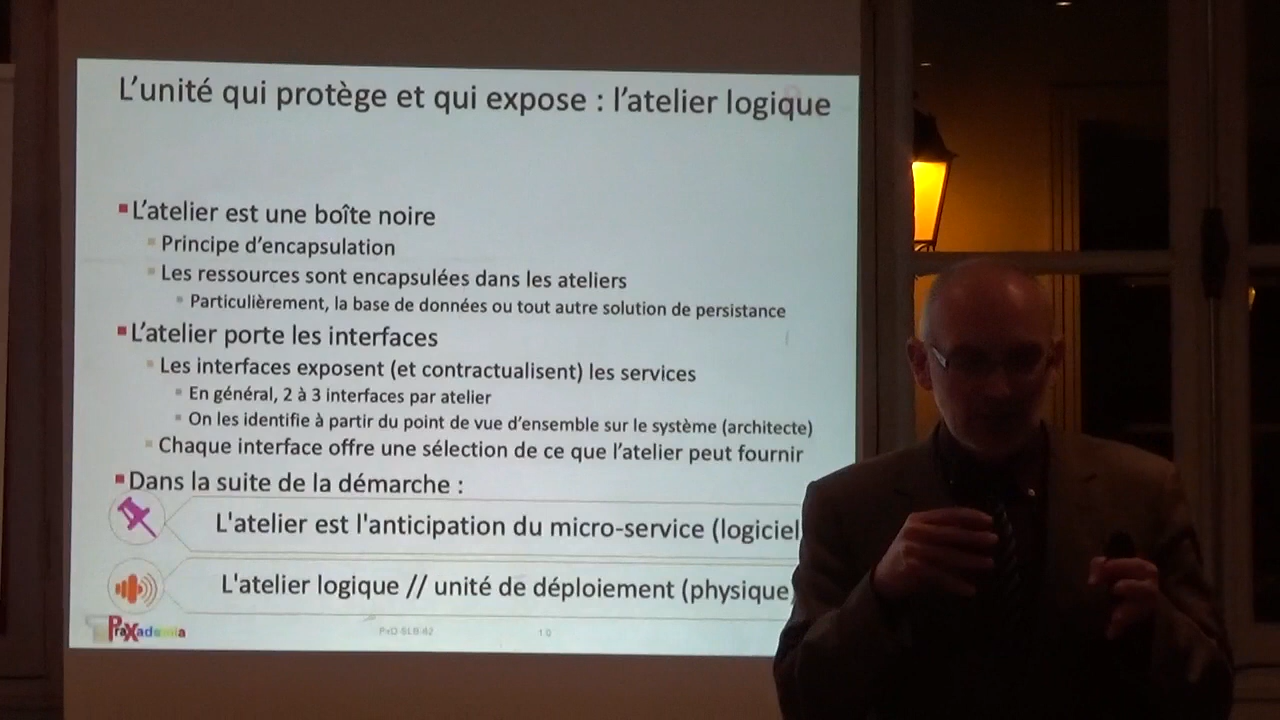 L'unité qui protège et qui expose : l'atelier logique
L'atelier est une boîte noire
Principe d'encapsulation
Les ressources sont encapsulées dans les ateliers
Particulièrement, la base de données ou tout autre solution de persistance
L'atelier porte les interfaces
Les interfaces exposent (et contractualisent) les services
En général, 2 à 3 interfaces par atelier
On les identifie à partir du point de vue d'ensemble sur le système (architecte)
Chaque interface offre une sélection de ce que l'atelier peut fournir
Dans la suite de la démarche :
L'atelier est l'anticipation du micro-service (logiciel
L'atelier logique // unité de déploiement (physique)
PraXademia
PxD-SLB-42
1.0